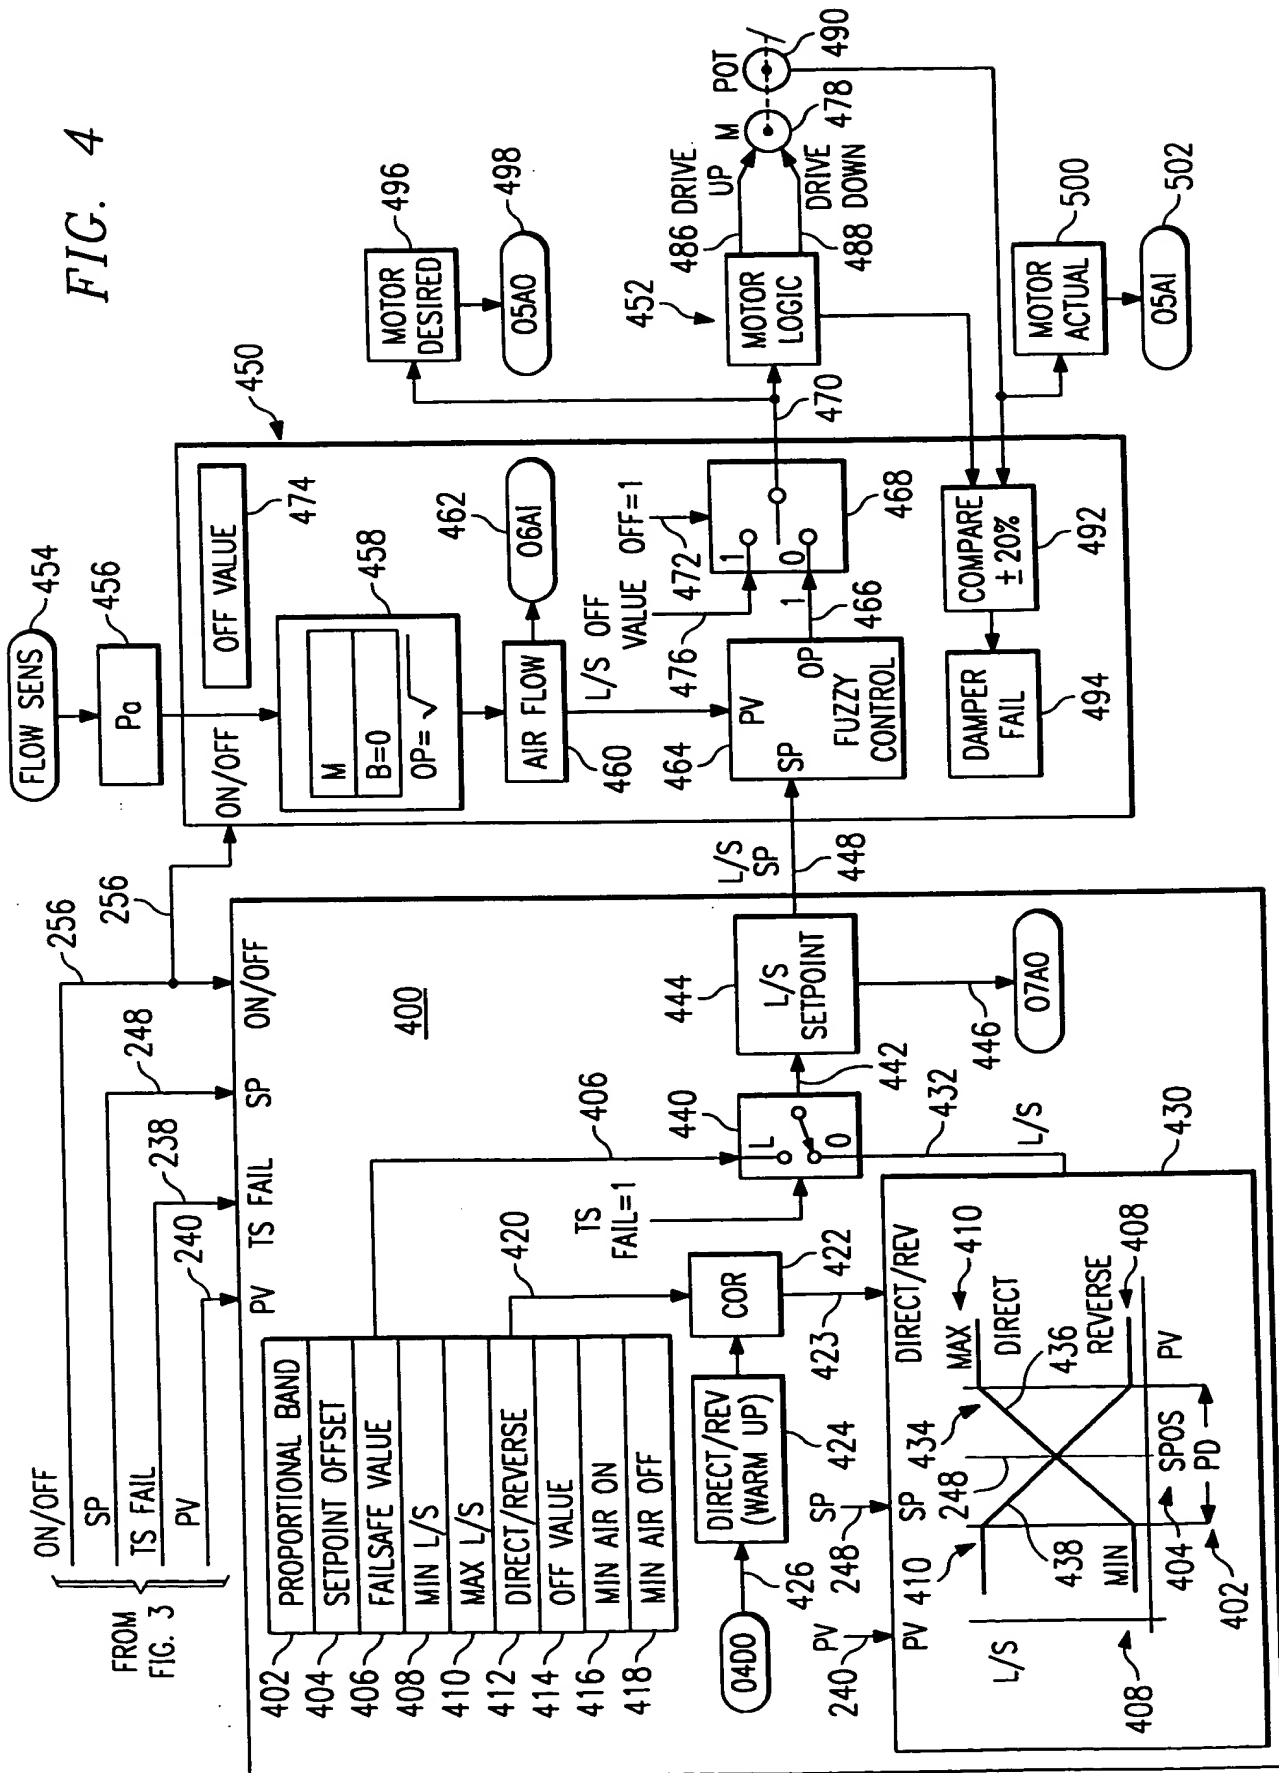 FIG. 4
FROM
FIG. 3
ON/OFF
SP
TS FAIL
PV
256
256
248
238
240
PV
TS FAIL
SP
ON/OFF
400
PROPORTIONAL BAND
SETPOINT OFFSET
FAILSAFE VALUE
MIN L/S
MAX L/S
DIRECT/REVERSE
OFF VALUE
MIN AIR ON
MIN AIR OFF
402
404
406
408
410
412
414
416
418
420
406
TS
FAIL=1
L
0
440
442
L/S
SETPOINT
444
446
07AO
L/S
SP
448
432
L/S
COR
422
423
DIRECT/REV
(WARM UP)
424
426
04DO
PV
240
SP
248
PV
SP
DIRECT/REV
430
L/S
410
434
MAX
410
DIRECT
436
248
438
REVERSE
408
MIN
PV
408
404
SPOS
PD
402
FLOW SENS
454
Pa
456
ON/OFF
OFF VALUE
474
450
M
B=0
OP=√
458
AIR FLOW
460
06AI
462
L/S OFF
VALUE
476
OFF=1
472
1
0
468
PV
SP
OP
FUZZY
CONTROL
464
1
466
470
COMPARE
± 20%
492
DAMPER
FAIL
494
MOTOR
DESIRED
496
05AO
498
MOTOR
LOGIC
452
486 DRIVE
UP
488 DRIVE
DOWN
M
478
POT
490
MOTOR
ACTUAL
500
05AI
502